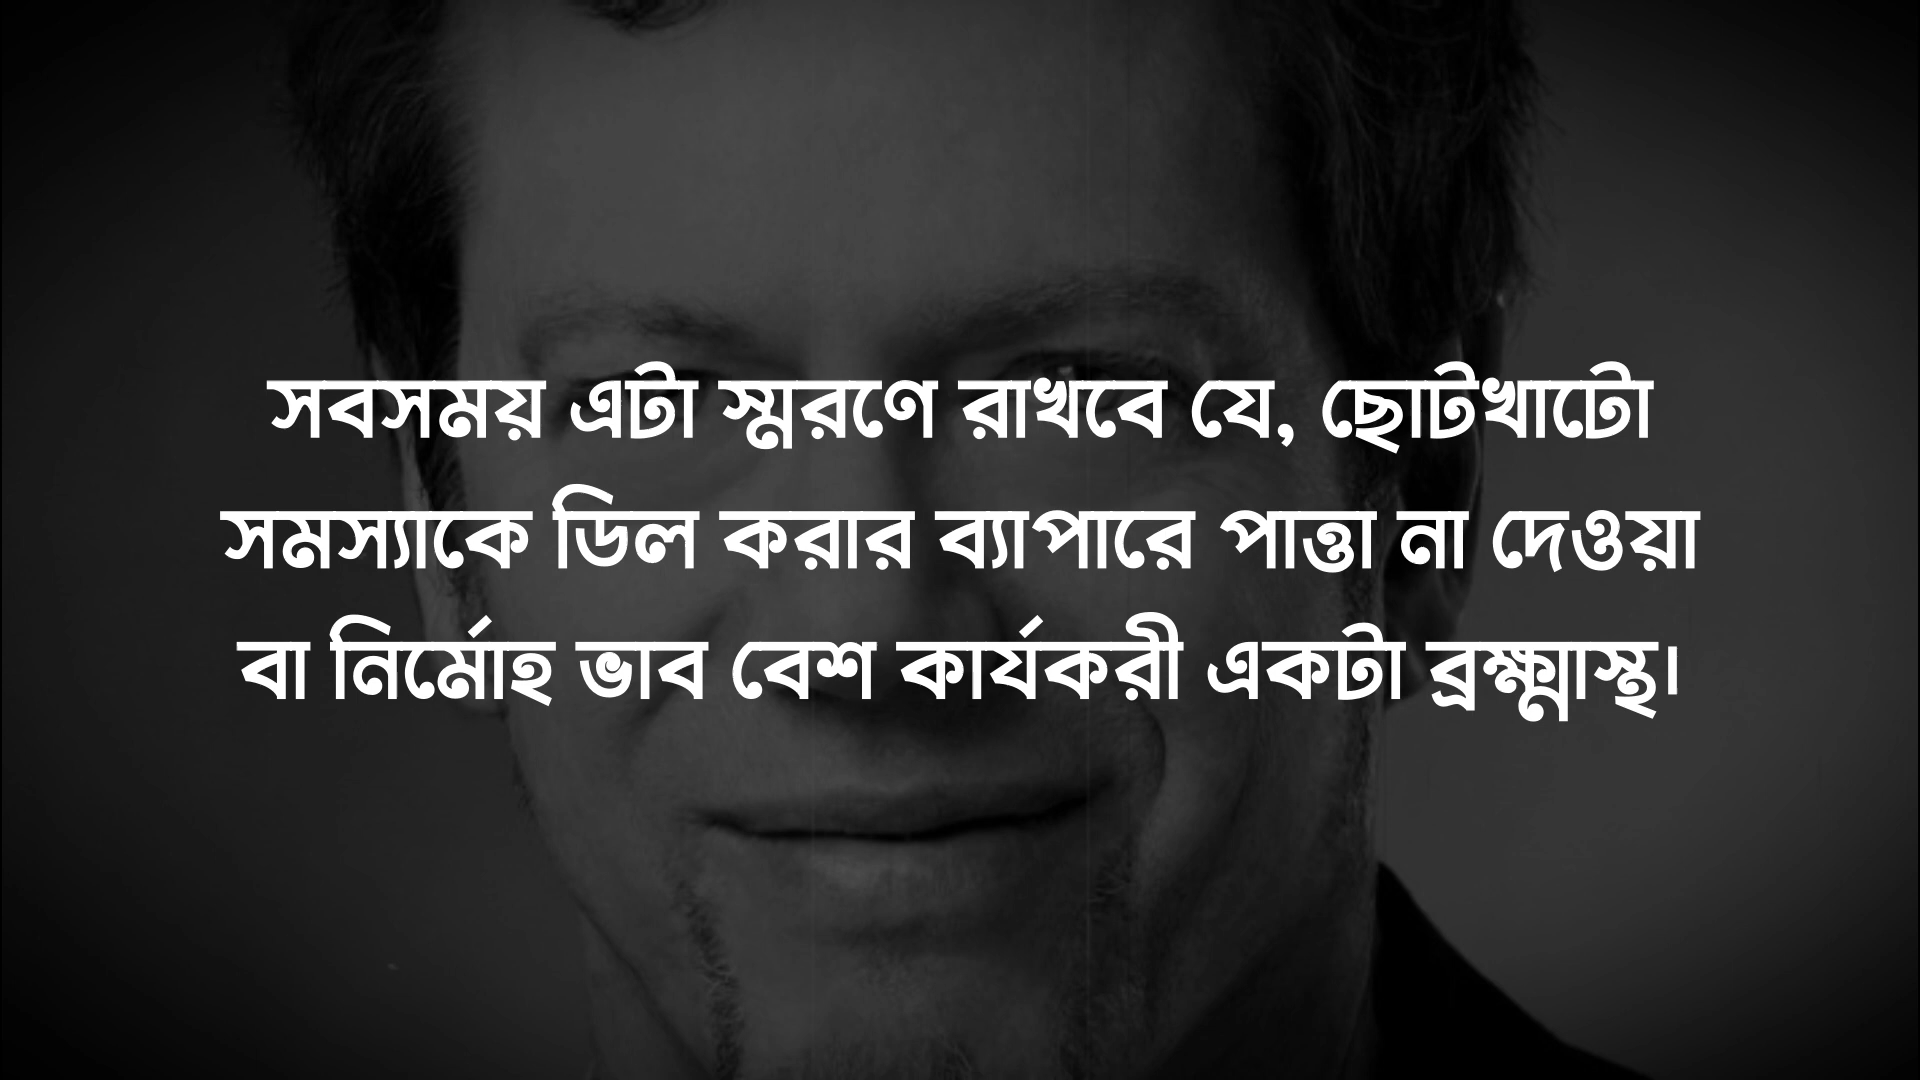 সবসময় এটা স্মরণে রাখবে যে, ছোটখাটো
সমস্যাকে ডিল করার ব্যাপারে পাত্তা না দেওয়া
বা নির্মোহ ভাব বেশ কার্যকরী একটা ব্রক্ষ্মাস্থ।